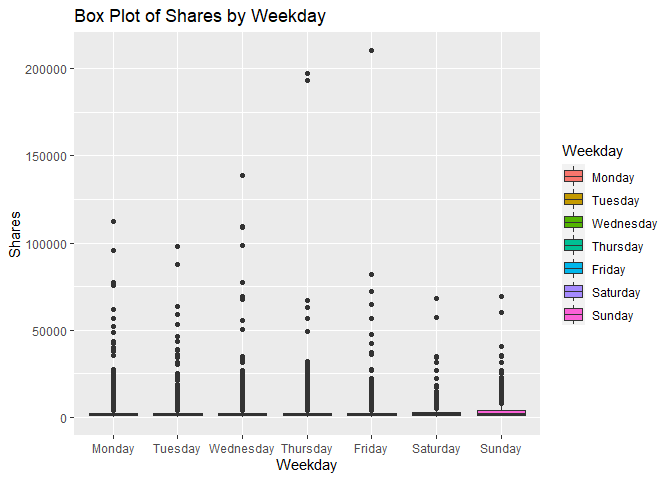 Box Plot of Shares by Weekday
200000
150000
100000
50000
0
Shares
Monday Tuesday Wednesday Thursday Friday Saturday Sunday
Weekday
Weekday
Monday
Tuesday
Wednesday
Thursday
Friday
Saturday
Sunday